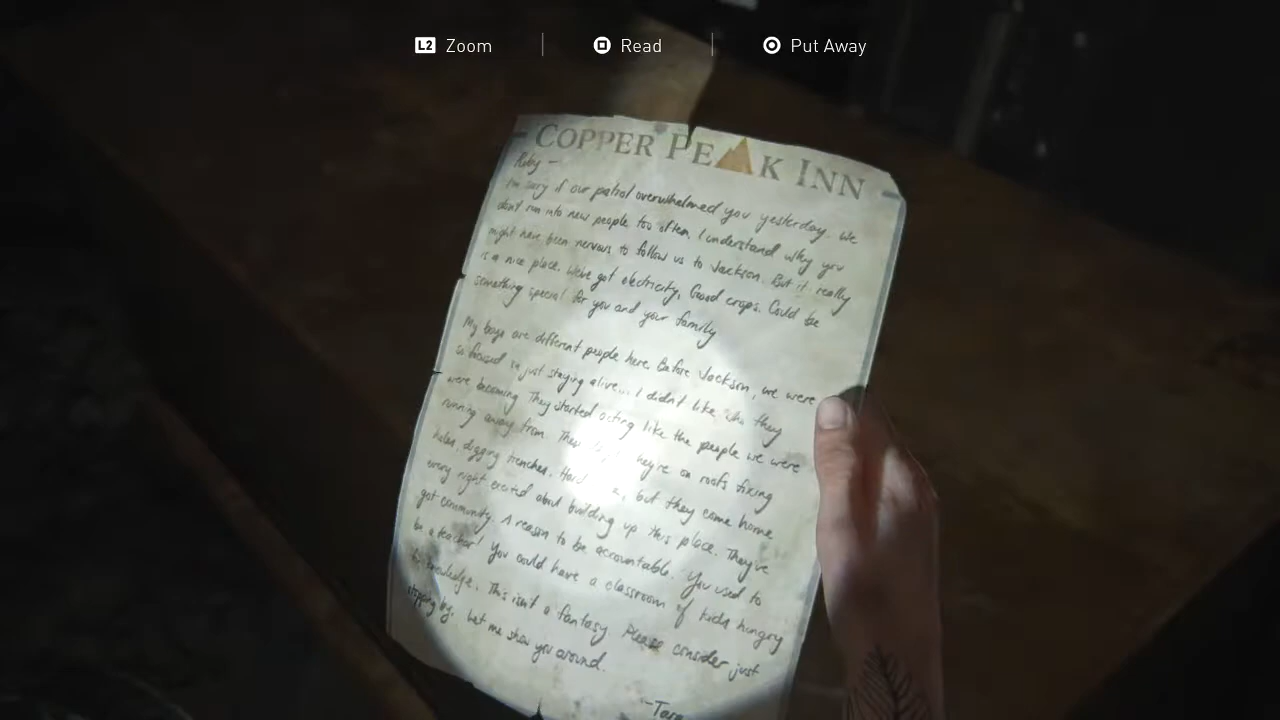 L2 Zoom
Read
Put Away
COPPER PEAK INN
Ruby –
I'm sorry if our patrol overwhelmed you yesterday. We
don't run into new people too often. I understand why you
might have been nervous to follow us to Jackson. But it really
is a nice place. We've got electricity, Good crops. Could be
something special for you and your family
My boys are different people here. Before Jackson, we were
so focused on just staying alive... I didn't like who they
were becoming. They started acting like the people we were
running away from. They're on roofs fixing
holes, digging trenches. but they come home
every night excited about building up this place. They've
got community. A reason to be accountable. You used to
be a teacher! You could have a classroom of kids hungry
for knowledge. This isn't a fantasy. Please consider just
stopping by. Let me show you around.
– Tara